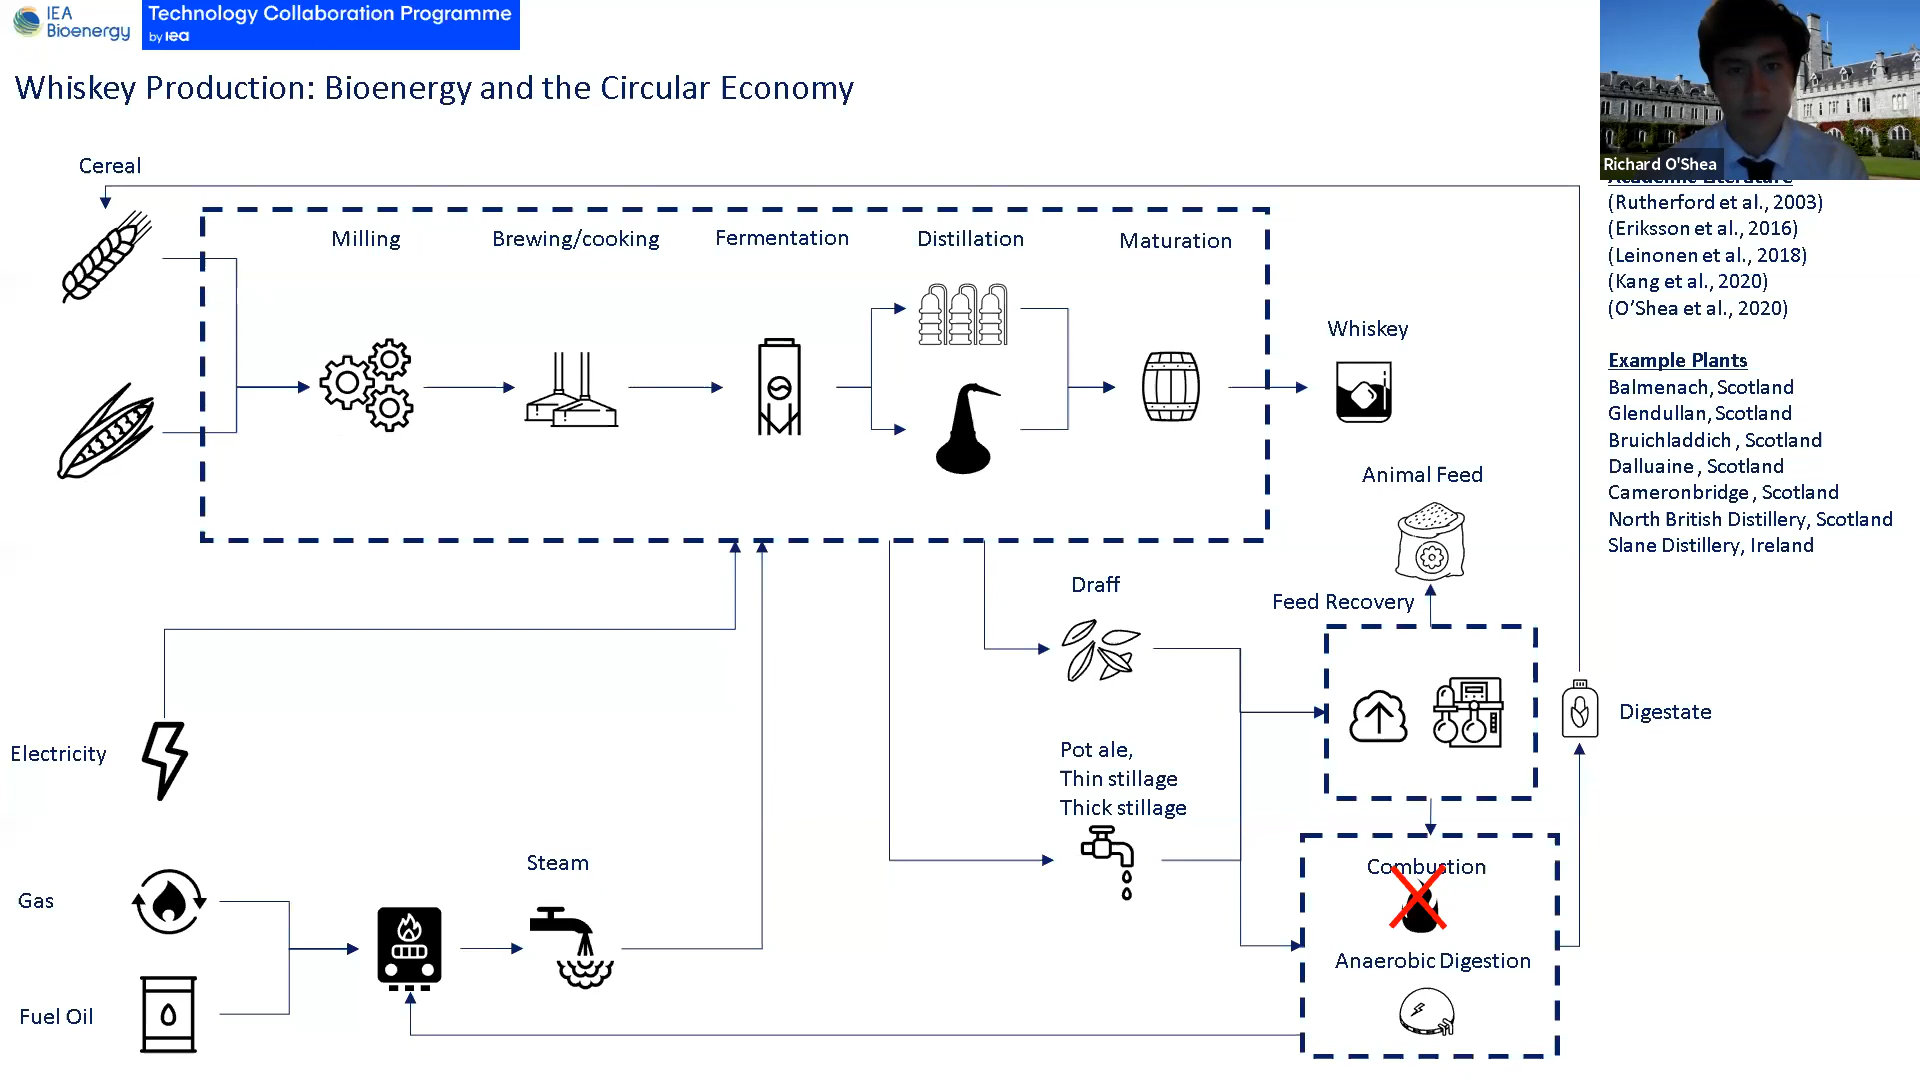 IEA
Bioenergy
Technology Collaboration Programme
by iea
Whiskey Production: Bioenergy and the Circular Economy
Richard O'Shea
Academic Literature
(Rutherford et al., 2003)
(Eriksson et al., 2016)
(Leinonen et al., 2018)
(Kang et al., 2020)
(O’Shea et al., 2020)
Example Plants
Balmenach, Scotland
Glendullan, Scotland
Bruichladdich , Scotland
Dalluaine , Scotland
Cameronbridge , Scotland
North British Distillery, Scotland
Slane Distillery, Ireland
Cereal
Milling
Brewing/cooking
Fermentation
Distillation
Maturation
Whiskey
Animal Feed
Feed Recovery
Draff
Pot ale,
Thin stillage
Thick stillage
Digestate
Electricity
Gas
Fuel Oil
Steam
Combustion
Anaerobic Digestion